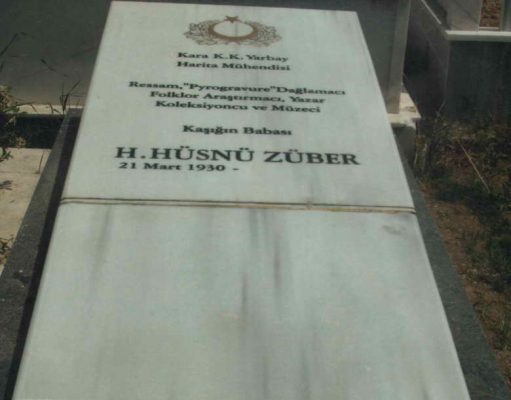 Kara K.K. Yarbay
Harita Mühendisi
Ressam,"Pyrogravure"Dağlamacı
Folklor Araştırmacı, Yazar
Koleksiyoncu ve Müzeci
Kaşığın Babası
H.HÜSNÜ ZÜBER
21 Mart 1930 -